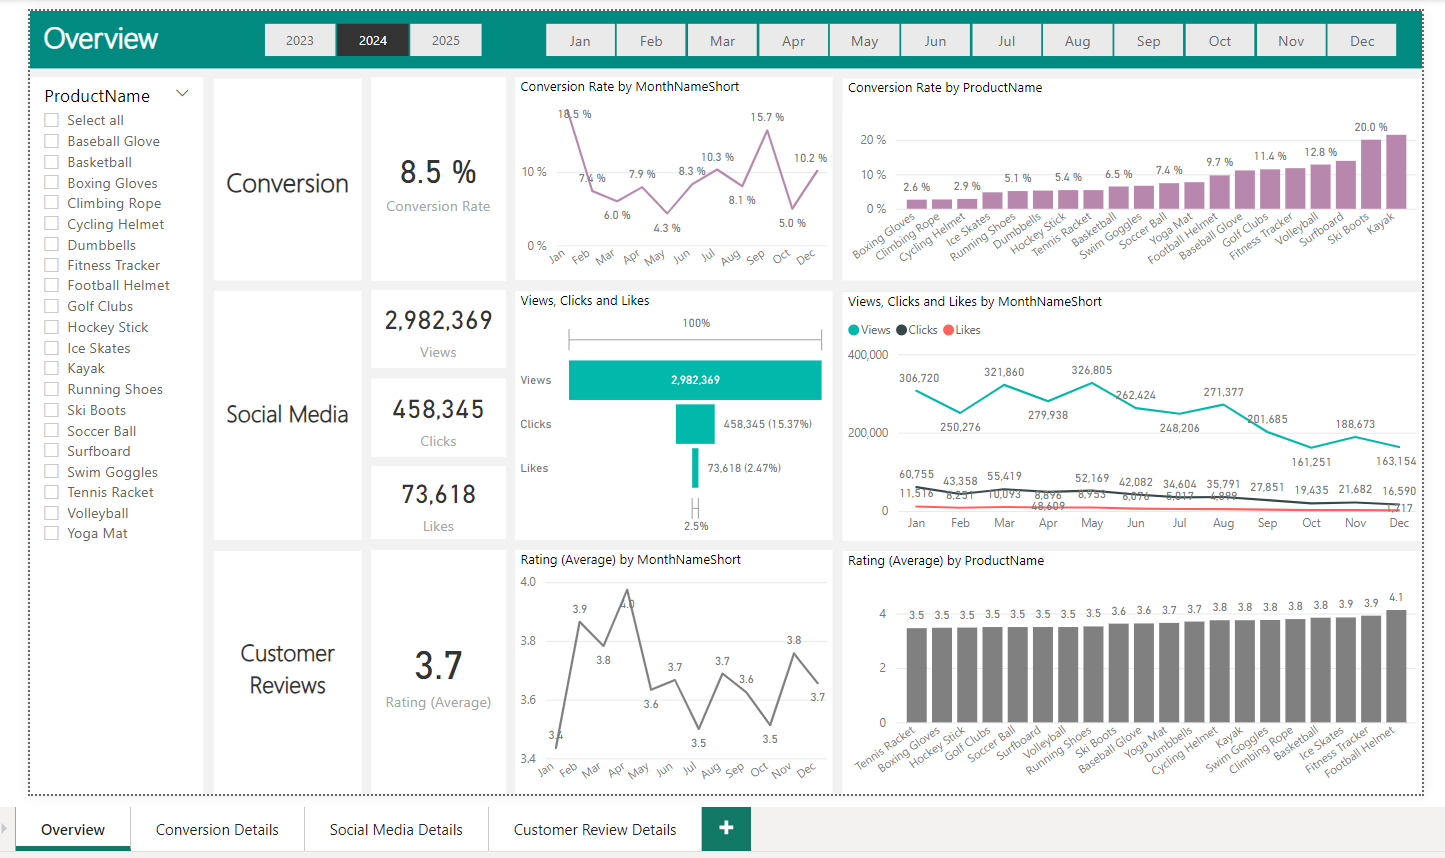 Overview
2023 2024 2025
Jan Feb Mar Apr May Jun Jul Aug Sep Oct Nov Dec
ProductName
Select all
Baseball Glove
Basketball
Boxing Gloves
Climbing Rope
Cycling Helmet
Dumbbells
Fitness Tracker
Football Helmet
Golf Clubs
Hockey Stick
Ice Skates
Kayak
Running Shoes
Ski Boots
Soccer Ball
Surfboard
Swim Goggles
Tennis Racket
Volleyball
Yoga Mat
Conversion
8.5 %
Conversion Rate
Conversion Rate by MonthNameShort
10 %
0 %
18.5 %
7.4 %
6.0 %
7.9 %
4.3 %
8.3 %
10.3 %
8.1 %
15.7 %
5.0 %
10.2 %
Jan Feb Mar Apr May Jun Jul Aug Sep Oct Dec
Conversion Rate by ProductName
20 %
10 %
0 %
2.6 % 2.9 % 5.1 % 5.4 % 6.5 % 7.4 % 9.7 % 11.4 % 12.8 % 20.0 %
Boxing Gloves
Climbing Rope
Cycling Helmet
Ice Skates
Running Shoes
Dumbbells
Hockey Stick
Tennis Racket
Basketball
Swim Goggles
Soccer Ball
Yoga Mat
Football Helmet
Baseball Glove
Golf Clubs
Fitness Tracker
Volleyball
Surfboard
Ski Boots
Kayak
Social Media
2,982,369
Views
458,345
Clicks
73,618
Likes
Views, Clicks and Likes
100%
Views
2,982,369
Clicks
458,345 (15.37%)
Likes
73,618 (2.47%)
2.5%
Views, Clicks and Likes by MonthNameShort
Views Clicks Likes
400,000
200,000
0
306,720 250,276 321,860 279,938 326,805 262,424 248,206 271,377 201,685 161,251 188,673 163,154
60,755 43,358 55,419 48,609 52,169 42,082 34,604 35,791 27,851 19,435 21,682 16,590
11,516 8,251 10,093 8,896 8,953 6,076 1,717
Jan Feb Mar Apr May Jun Jul Aug Sep Oct Nov Dec
Customer
Reviews
3.7
Rating (Average)
Rating (Average) by MonthNameShort
4.0
3.8
3.6
3.4
3.4 3.9 3.8 4.0 3.6 3.7 3.5 3.7 3.6 3.5 3.8 3.7
Jan Feb Mar Apr May Jun Jul Aug Sep Oct Nov Dec
Rating (Average) by ProductName
4
2
0
3.5 3.5 3.5 3.5 3.5 3.5 3.5 3.5 3.6 3.6 3.7 3.7 3.8 3.8 3.8 3.8 3.8 3.9 3.9 4.1
Tennis Racket
Boxing Gloves
Hockey Stick
Golf Clubs
Soccer Ball
Surfboard
Volleyball
Running Shoes
Ski Boots
Baseball Glove
Yoga Mat
Dumbbells
Cycling Helmet
Kayak
Swim Goggles
Climbing Rope
Basketball
Ice Skates
Fitness Tracker
Football Helmet
Overview
Conversion Details
Social Media Details
Customer Review Details
+